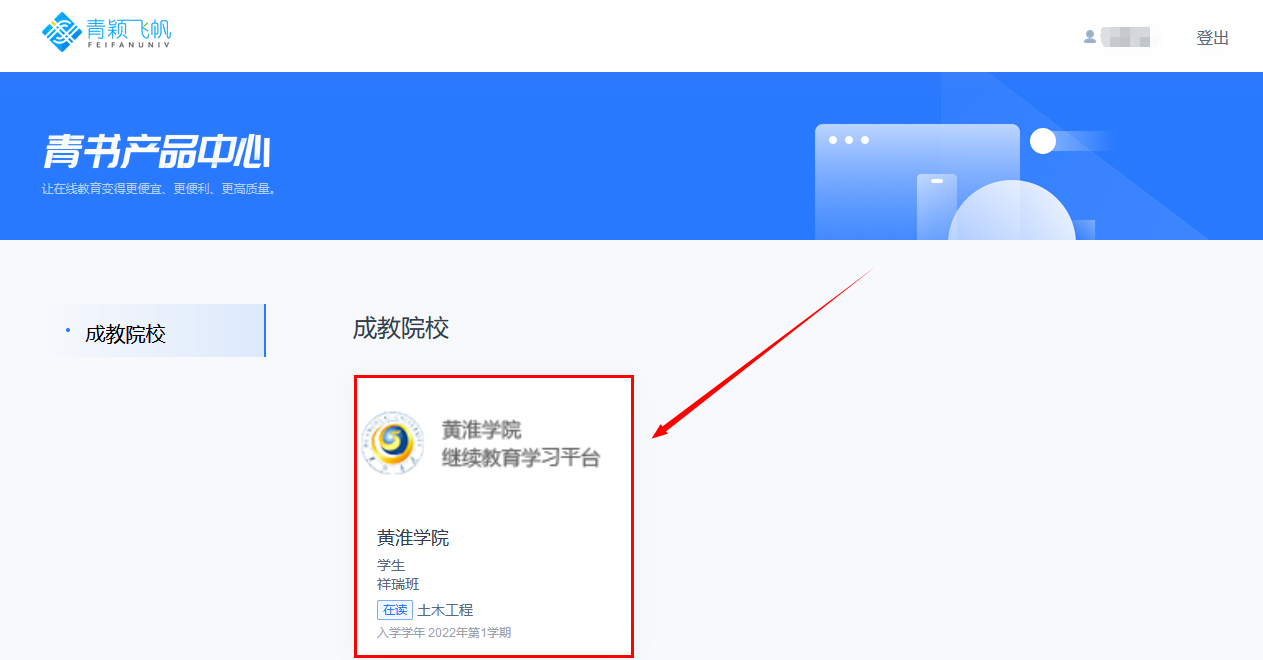 青颖飞帆
FEIFANUNIV
登出
青书产品中心
让在线教育变得更便宜、更便利、更高质量。
成教院校
成教院校
黄淮学院
继续教育学习平台
黄淮学院
学生
祥瑞班
在读 土木工程
入学学年 2022年第1学期